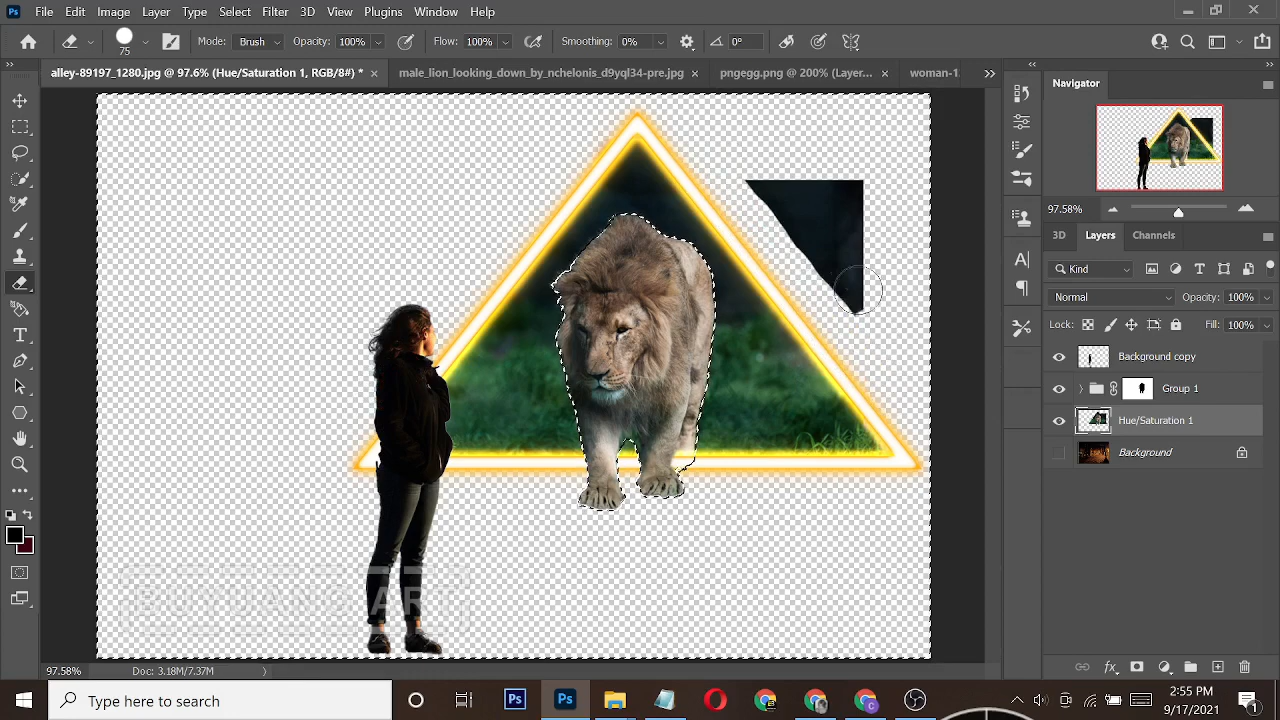 Ps File Edit Image Layer Type Select Filter 3D View Plugins Window Help
75 Mode: Brush Opacity: 100% Flow: 100% Smoothing: 0% 0°
alley-89197_1280.jpg @ 97.6% (Hue/Saturation 1, RGB/8#) * × male_lion_looking_down_by_nchelonis_d9yql34-pre.jpg × pngegg.png @ 200% (Layer... × woman-1
Navigator
97.58%
3D Layers Channels
Kind
Normal Opacity: 100%
Lock: Fill: 100%
Background copy
Group 1
Hue/Saturation 1
Background
BUYUANG AR
97.58% Doc: 3.18M/7.37M
Type here to search
2:55 PM
9/17/2021